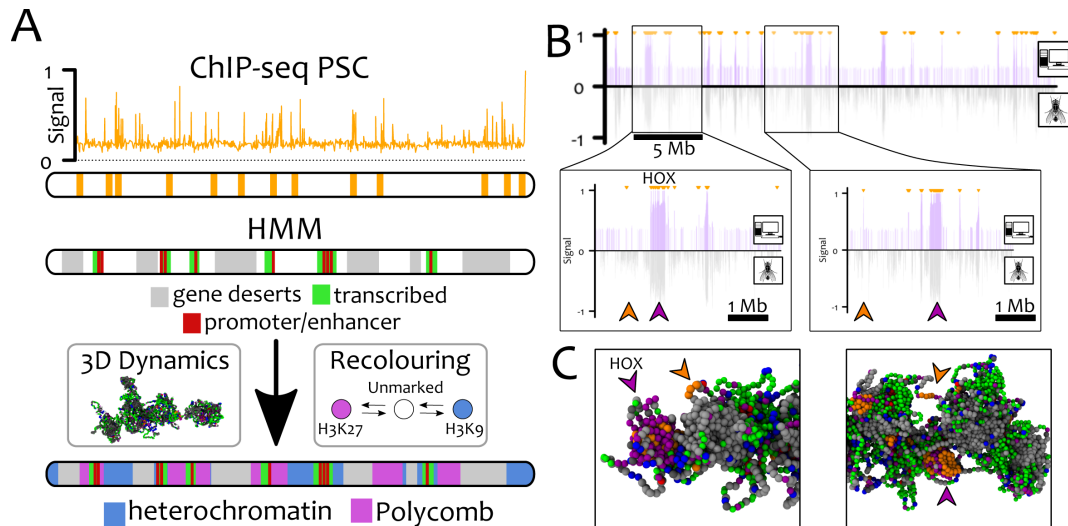 A
ChIP-seq PSC
1
Signal
0
HMM
gene deserts
transcribed
promoter/enhancer
3D Dynamics
Recolouring
Unmarked
H3K27
H3K9
heterochromatin
Polycomb
B
1
0
-1
5 Mb
HOX
1
Signal
0
-1
1 Mb
1
Signal
0
-1
1 Mb
C
HOX